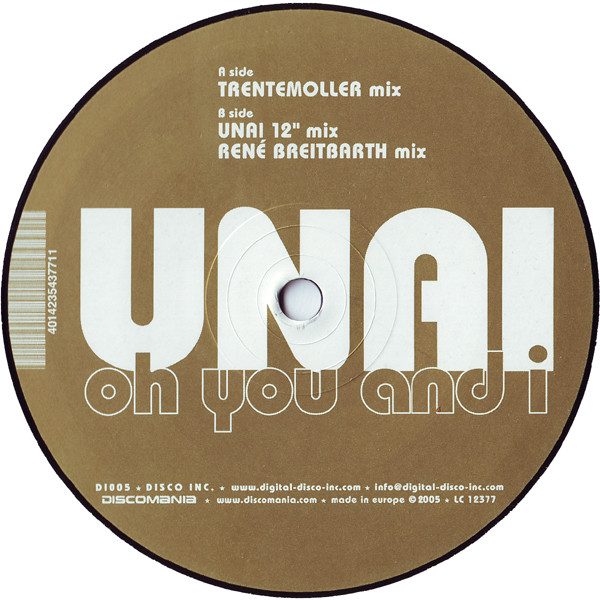 A side
TRENTEMOLLER mix
B side
UNAI 12" mix
RENÉ BREITBARTH mix
UNAI
oh you and i
4014235437711
DI005 ★ DISCO INC. ★ www.digital-disco-inc.com ★ info@digital-disco-inc.com
DISCOMANIA ★ www.discomania.com ★ made in europe ©2005 ★ LC 12377